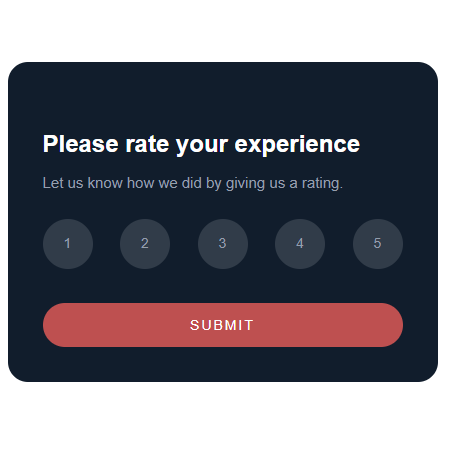 Please rate your experience
Let us know how we did by giving us a rating.
1 2 3 4 5
SUBMIT